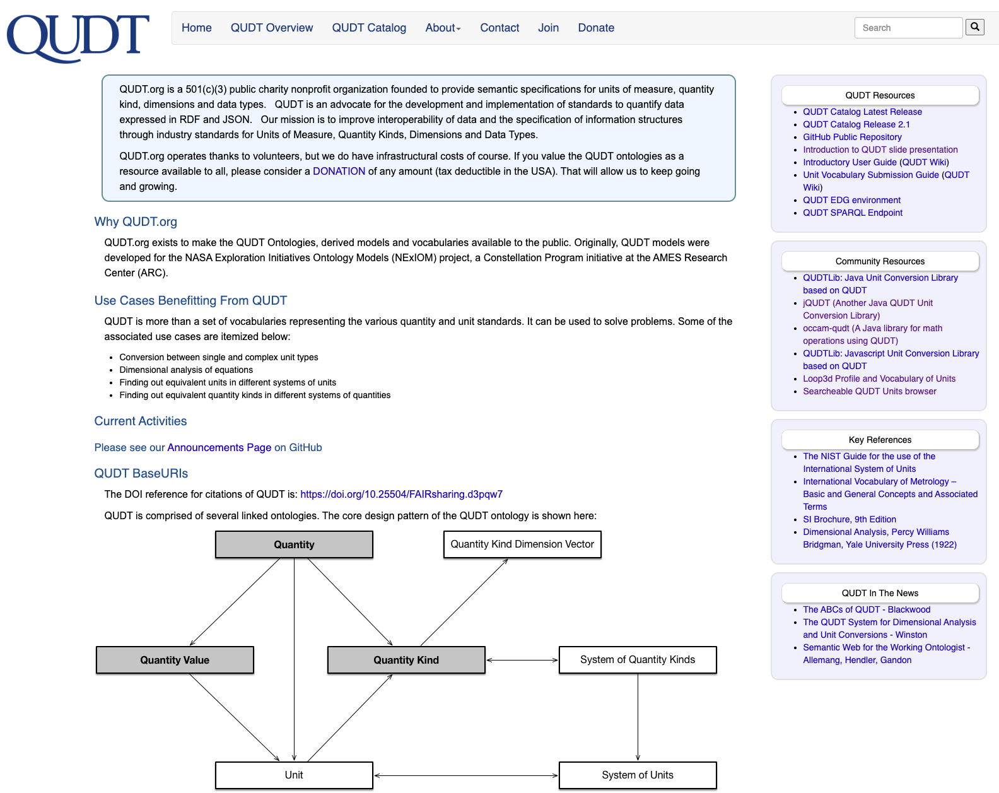 QUDT
Home QUDT Overview QUDT Catalog About Contact Join Donate Search
QUDT.org is a 501(c)(3) public charity nonprofit organization founded to provide semantic specifications for units of measure, quantity
kind, dimensions and data types.   QUDT is an advocate for the development and implementation of standards to quantify data
expressed in RDF and JSON.   Our mission is to improve interoperability of data and the specification of information structures
through industry standards for Units of Measure, Quantity Kinds, Dimensions and Data Types.
QUDT.org operates thanks to volunteers, but we do have infrastructural costs of course. If you value the QUDT ontologies as a
resource available to all, please consider a DONATION of any amount (tax deductible in the USA). That will allow us to keep going
and growing.
Why QUDT.org
QUDT.org exists to make the QUDT Ontologies, derived models and vocabularies available to the public. Originally, QUDT models were
developed for the NASA Exploration Initiatives Ontology Models (NExIOM) project, a Constellation Program initiative at the AMES Research
Center (ARC).
Use Cases Benefitting From QUDT
QUDT is more than a set of vocabularies representing the various quantity and unit standards. It can be used to solve problems. Some of the
associated use cases are itemized below:
• Conversion between single and complex unit types
• Dimensional analysis of equations
• Finding out equivalent units in different systems of units
• Finding out equivalent quantity kinds in different systems of quantities
Current Activities
Please see our Announcements Page on GitHub
QUDT BaseURIs
The DOI reference for citations of QUDT is: https://doi.org/10.25504/FAIRsharing.d3pqw7
QUDT is comprised of several linked ontologies. The core design pattern of the QUDT ontology is shown here:
Quantity
Quantity Kind Dimension Vector
Quantity Value
Quantity Kind
System of Quantity Kinds
Unit
System of Units
QUDT Resources
• QUDT Catalog Latest Release
• QUDT Catalog Release 2.1
• GitHub Public Repository
• Introduction to QUDT slide presentation
• Introductory User Guide (QUDT Wiki)
• Unit Vocabulary Submission Guide (QUDT
Wiki)
• QUDT EDG environment
• QUDT SPARQL Endpoint
Community Resources
• QUDTLib: Java Unit Conversion Library
based on QUDT
• jQUDT (Another Java QUDT Unit
Conversion Library)
• occam-qudt (A Java library for math
operations using QUDT)
• QUDTLib: Javascript Unit Conversion Library
based on QUDT
• Loop3d Profile and Vocabulary of Units
• Searcheable QUDT Units browser
Key References
• The NIST Guide for the use of the
International System of Units
• International Vocabulary of Metrology –
Basic and General Concepts and Associated
Terms
• SI Brochure, 9th Edition
• Dimensional Analysis, Percy Williams
Bridgman, Yale University Press (1922)
QUDT In The News
• The ABCs of QUDT - Blackwood
• The QUDT System for Dimensional Analysis
and Unit Conversions - Winston
• Semantic Web for the Working Ontologist -
Allemang, Hendler, Gandon